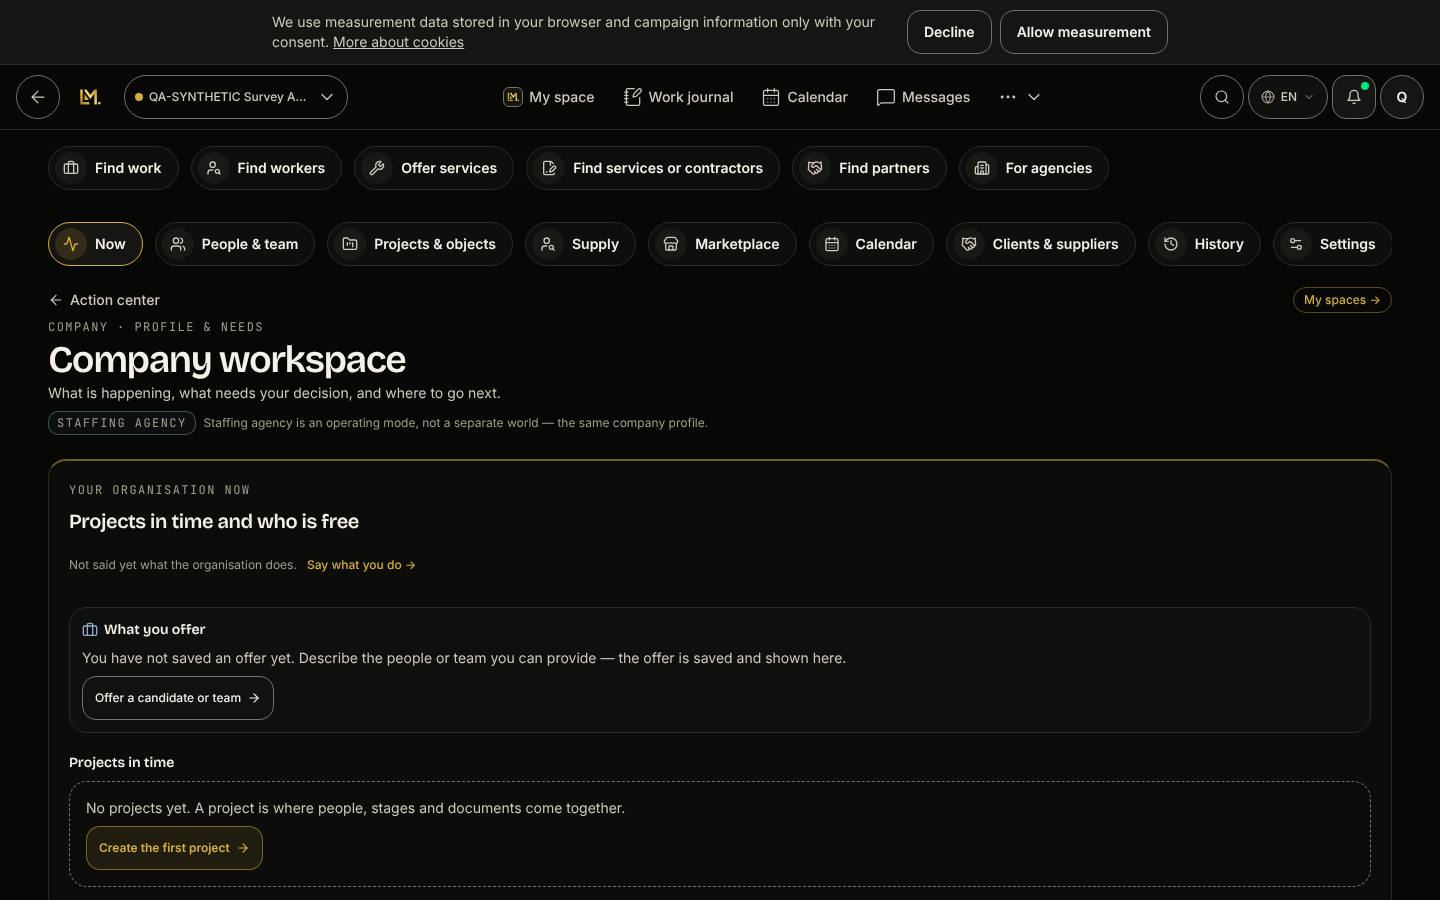 We use measurement data stored in your browser and campaign information only with your
consent. More about cookies
Decline
Allow measurement
LM.
QA-SYNTHETIC Survey A...
LM. My space
Work journal
Calendar
Messages
EN
Q
Find work
Find workers
Offer services
Find services or contractors
Find partners
For agencies
Now
People & team
Projects & objects
Supply
Marketplace
Calendar
Clients & suppliers
History
Settings
← Action center
My spaces →
COMPANY · PROFILE & NEEDS
Company workspace
What is happening, what needs your decision, and where to go next.
STAFFING AGENCY
Staffing agency is an operating mode, not a separate world — the same company profile.
YOUR ORGANISATION NOW
Projects in time and who is free
Not said yet what the organisation does. Say what you do →
What you offer
You have not saved an offer yet. Describe the people or team you can provide — the offer is saved and shown here.
Offer a candidate or team →
Projects in time
No projects yet. A project is where people, stages and documents come together.
Create the first project →